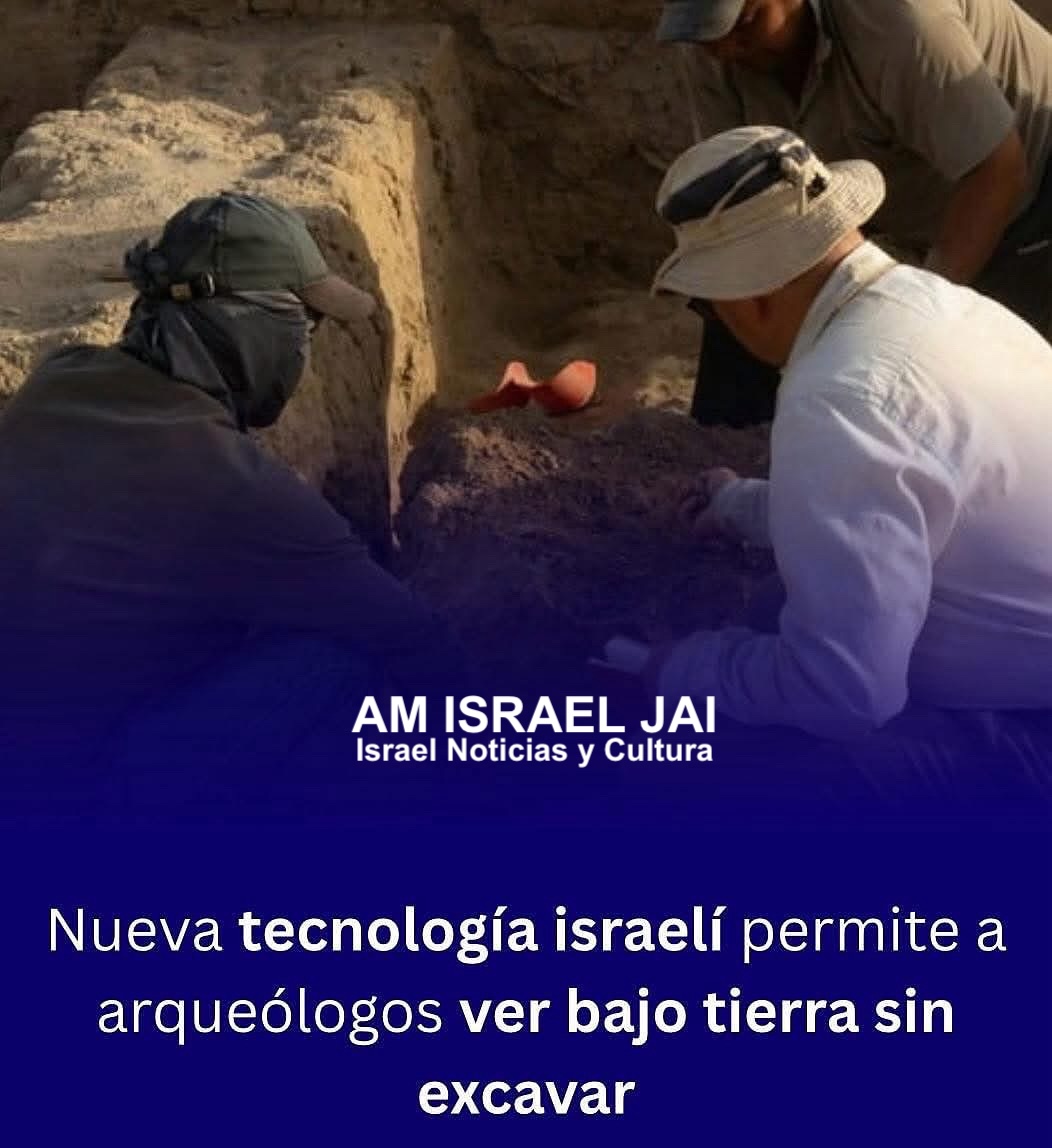 AM ISRAEL JAI
Israel Noticias y Cultura
Nueva tecnología israelí permite a
arqueólogos ver bajo tierra sin
excavar